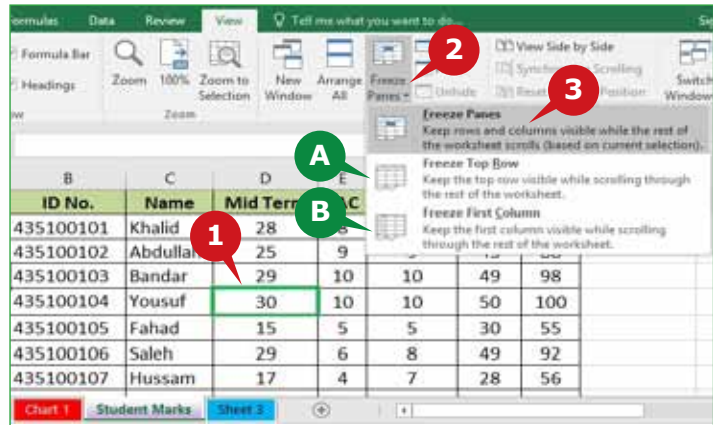 ormulas Data Review View Tell me what you want to do... Sig
Formula Bar
Headings
Zoom 100% Zoom to Selection
Zoom
New Window Arrange All Freeze Panes
Unhide
View Side by Side
Scrolling
Reset Position
Switch Windows
2
3
Freeze Panes
Keep rows and columns visible while the rest of
the worksheet scrolls (based on current selection).
A
Freeze Top Row
Keep the top row visible while scrolling through
the rest of the worksheet.
B
Freeze First Column
Keep the first column visible while scrolling
through the rest of the worksheet.
B C D E
ID No. Name Mid Term AC
1
435100101 Khalid 28
435100102 Abdullah 25 9
435100103 Bandar 29 10 10 49 98
435100104 Yousuf 30 10 10 50 100
435100105 Fahad 15 5 5 30 55
435100106 Saleh 29 6 8 49 92
435100107 Hussam 17 4 7 28 56
Chart 1 Student Marks Sheet 3